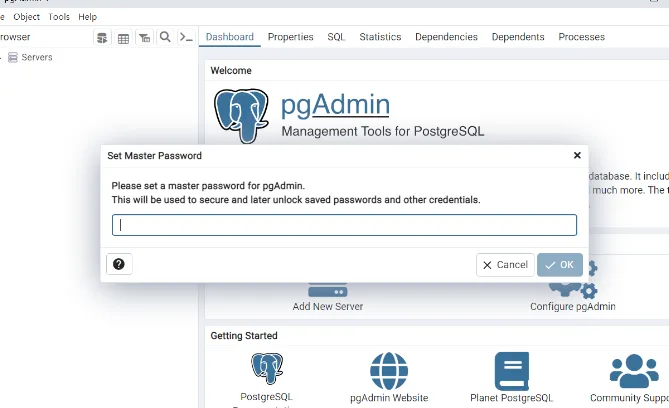 Object Tools Help
Dashboard Properties SQL Statistics Dependencies Dependents Processes
Servers
Welcome
pgAdmin
Management Tools for PostgreSQL
Set Master Password
Please set a master password for pgAdmin.
This will be used to secure and later unlock saved passwords and other credentials.
database. It includ
much more. The t
Cancel
OK
Add New Server
Configure pgAdmin
Getting Started
PostgreSQL
pgAdmin Website
Planet PostgreSQL
Community Suppo